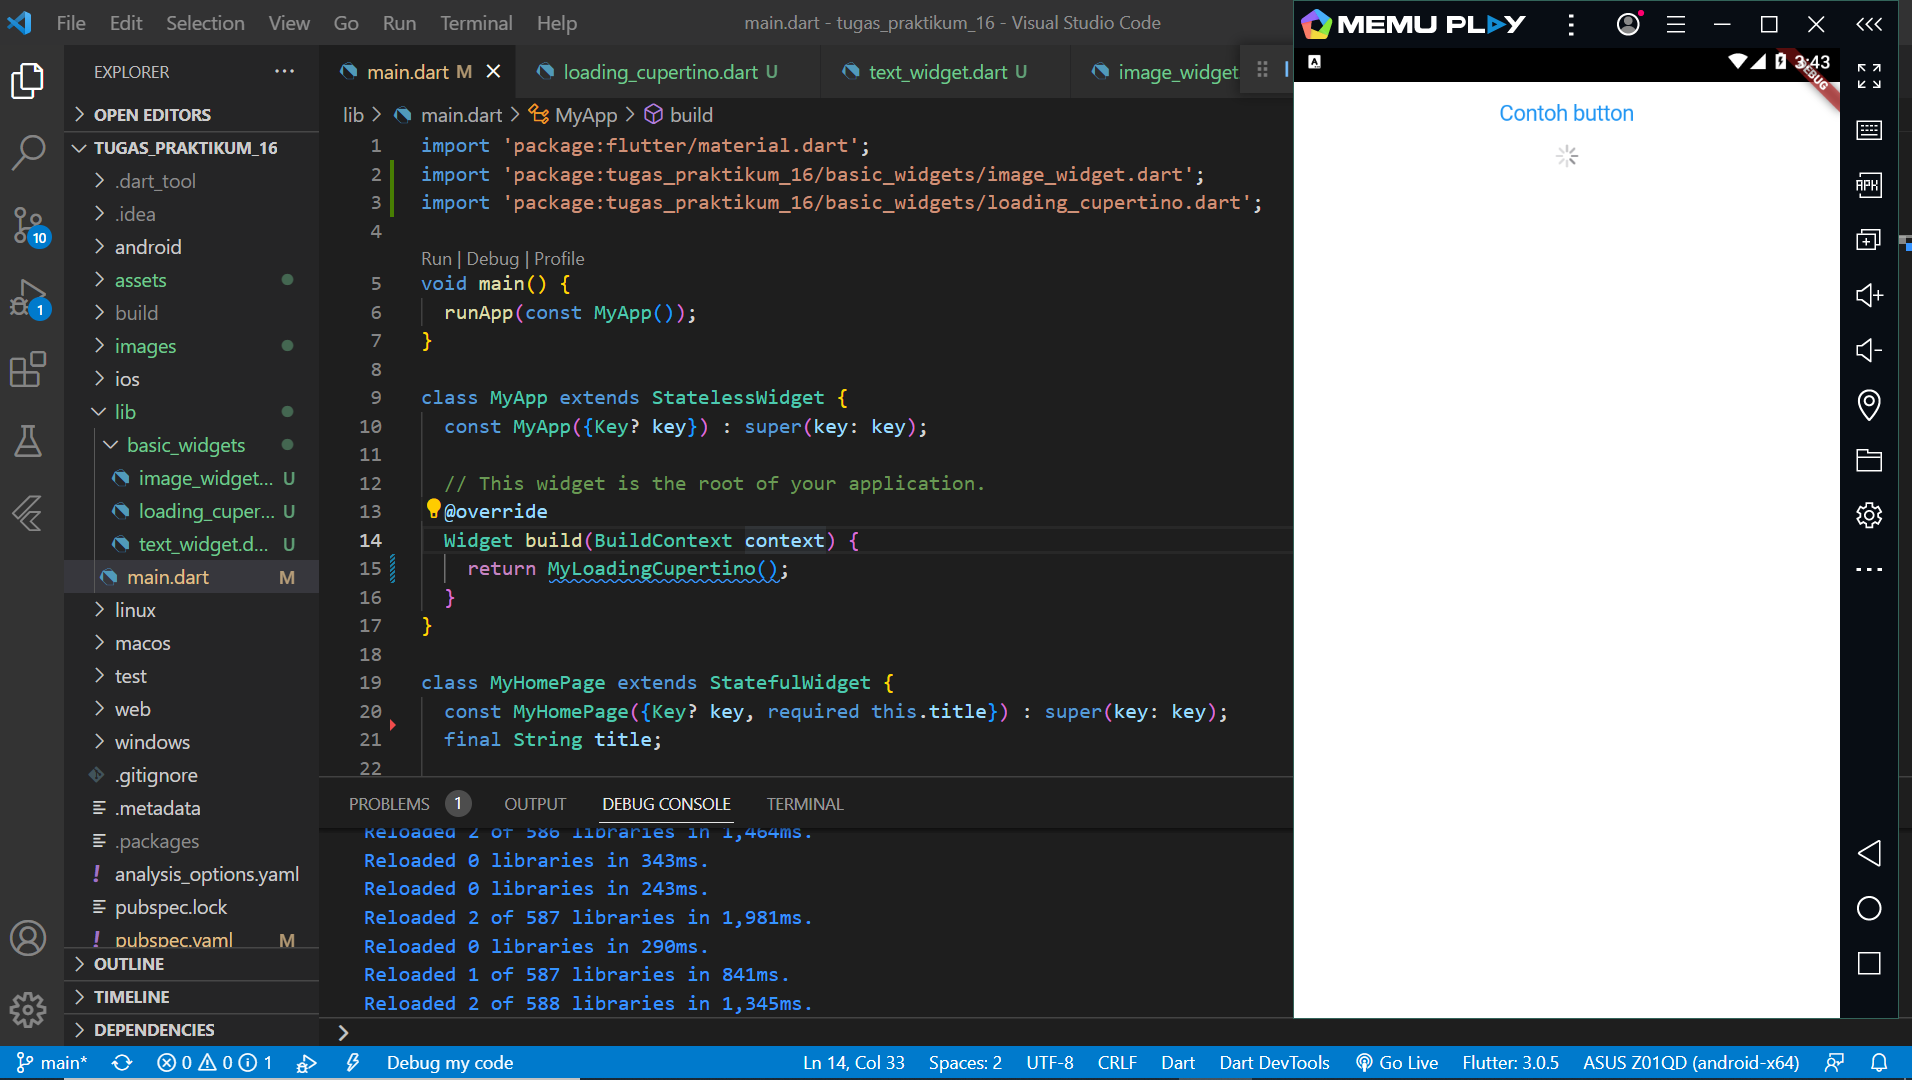 File Edit Selection View Go Run Terminal Help
main.dart - tugas_praktikum_16 - Visual Studio Code
MEMU PLAY
EXPLORER
main.dart M
loading_cupertino.dart U
text_widget.dart U
image_widget
A
3:43
DEBUG
OPEN EDITORS
TUGAS_PRAKTIKUM_16
.dart_tool
.idea
android
assets
build
images
ios
lib
basic_widgets
image_widget... U
loading_cuper... U
text_widget.d... U
main.dart M
linux
macos
test
web
windows
.gitignore
.metadata
.packages
analysis_options.yaml
pubspec.lock
pubspec.yaml M
OUTLINE
TIMELINE
DEPENDENCIES
10
1
lib > main.dart > MyApp > build
1 import 'package:flutter/material.dart';
2 import 'package:tugas_praktikum_16/basic_widgets/image_widget.dart';
3 import 'package:tugas_praktikum_16/basic_widgets/loading_cupertino.dart';
4
Run | Debug | Profile
5 void main() {
6 runApp(const MyApp());
7 }
8
9 class MyApp extends StatelessWidget {
10 const MyApp({Key? key}) : super(key: key);
11
12 // This widget is the root of your application.
13 @override
14 Widget build(BuildContext context) {
15 return MyLoadingCupertino();
16 }
17 }
18
19 class MyHomePage extends StatefulWidget {
20 const MyHomePage({Key? key, required this.title}) : super(key: key);
21 final String title;
22
PROBLEMS 1 OUTPUT DEBUG CONSOLE TERMINAL
Reloaded 2 of 586 libraries in 1,464ms.
Reloaded 0 libraries in 343ms.
Reloaded 0 libraries in 243ms.
Reloaded 2 of 587 libraries in 1,981ms.
Reloaded 0 libraries in 290ms.
Reloaded 1 of 587 libraries in 841ms.
Reloaded 2 of 588 libraries in 1,345ms.
Contoh button
APK
main* 0 0 1 Debug my code Ln 14, Col 33 Spaces: 2 UTF-8 CRLF Dart Dart DevTools Go Live Flutter: 3.0.5 ASUS Z01QD (android-x64)